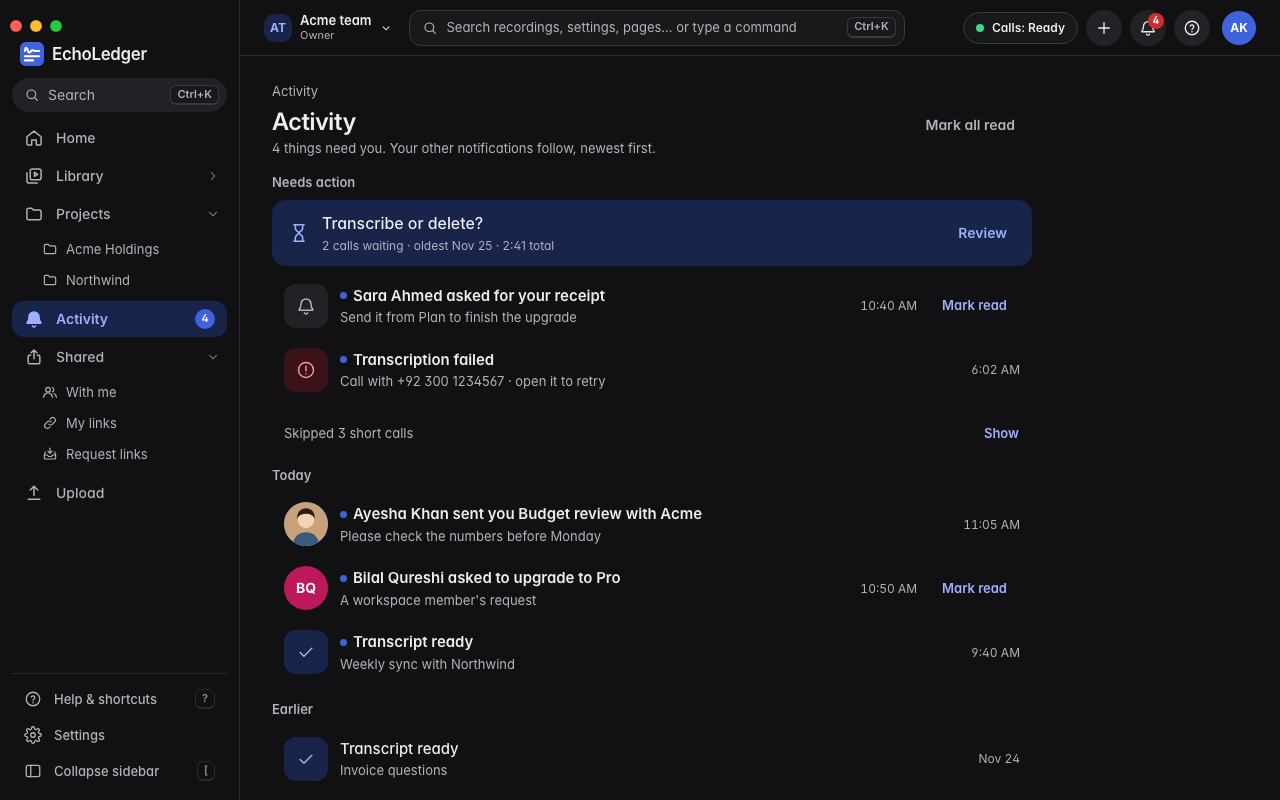 EchoLedger
Search Ctrl+K
Home
Library
Projects
Acme Holdings
Northwind
Activity 4
Shared
With me
My links
Request links
Upload
Help & shortcuts ?
Settings
Collapse sidebar [
AT Acme team
Owner
Search recordings, settings, pages... or type a command Ctrl+K
Calls: Ready
4
AK
Activity
Activity
Mark all read
4 things need you. Your other notifications follow, newest first.
Needs action
Transcribe or delete?
2 calls waiting · oldest Nov 25 · 2:41 total
Review
Sara Ahmed asked for your receipt
Send it from Plan to finish the upgrade
10:40 AM Mark read
Transcription failed
Call with +92 300 1234567 · open it to retry
6:02 AM
Skipped 3 short calls Show
Today
Ayesha Khan sent you Budget review with Acme
Please check the numbers before Monday
11:05 AM
BQ
Bilal Qureshi asked to upgrade to Pro
A workspace member's request
10:50 AM Mark read
Transcript ready
Weekly sync with Northwind
9:40 AM
Earlier
Transcript ready
Invoice questions
Nov 24